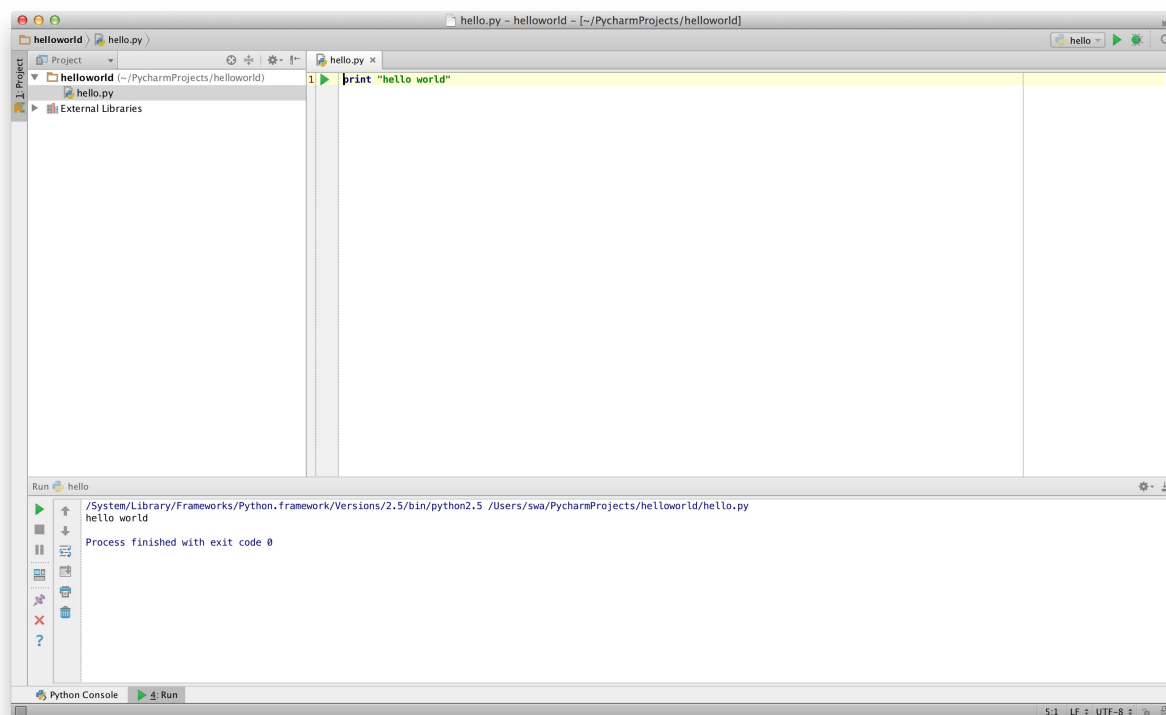 hello.py - helloworld - [~/PycharmProjects/helloworld]
helloworld hello.py
hello
1: Project
Project
hello.py ×
helloworld (~/PycharmProjects/helloworld)
hello.py
External Libraries
1 print "hello world"
Run hello
/System/Library/Frameworks/Python.framework/Versions/2.5/bin/python2.5 /Users/swa/PycharmProjects/helloworld/hello.py
hello world
Process finished with exit code 0
?
Python Console 4: Run
5:1 LF UTF-8